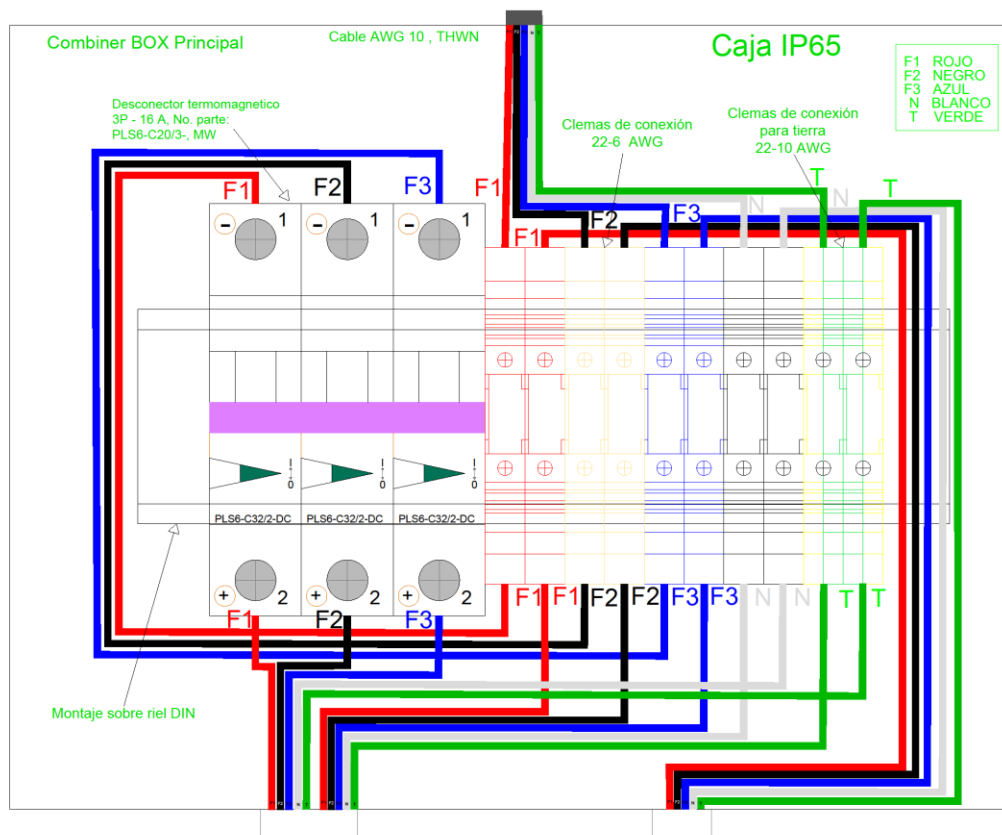 Combiner BOX Principal
Cable AWG 10 , THWN
Caja IP65
F1 ROJO
F2 NEGRO
F3 AZUL
N BLANCO
T VERDE
Desconector termomagnetico
3P - 16 A, No. parte:
PLS6-C20/3-, MW
Clemas de conexión
22-6 AWG
Clemas de conexión
para tierra
22-10 AWG
F1 F2 F3
F1 F2 F3 N T
F1 N T
- 1 - 1 - 1
I + 0 I + 0 I + 0
PLS6-C32/2-DC PLS6-C32/2-DC PLS6-C32/2-DC
+ 2 + 2 + 2
F1 F2 F3
F1 F1 F2 F2 F3 F3 N N T T
Montaje sobre riel DIN